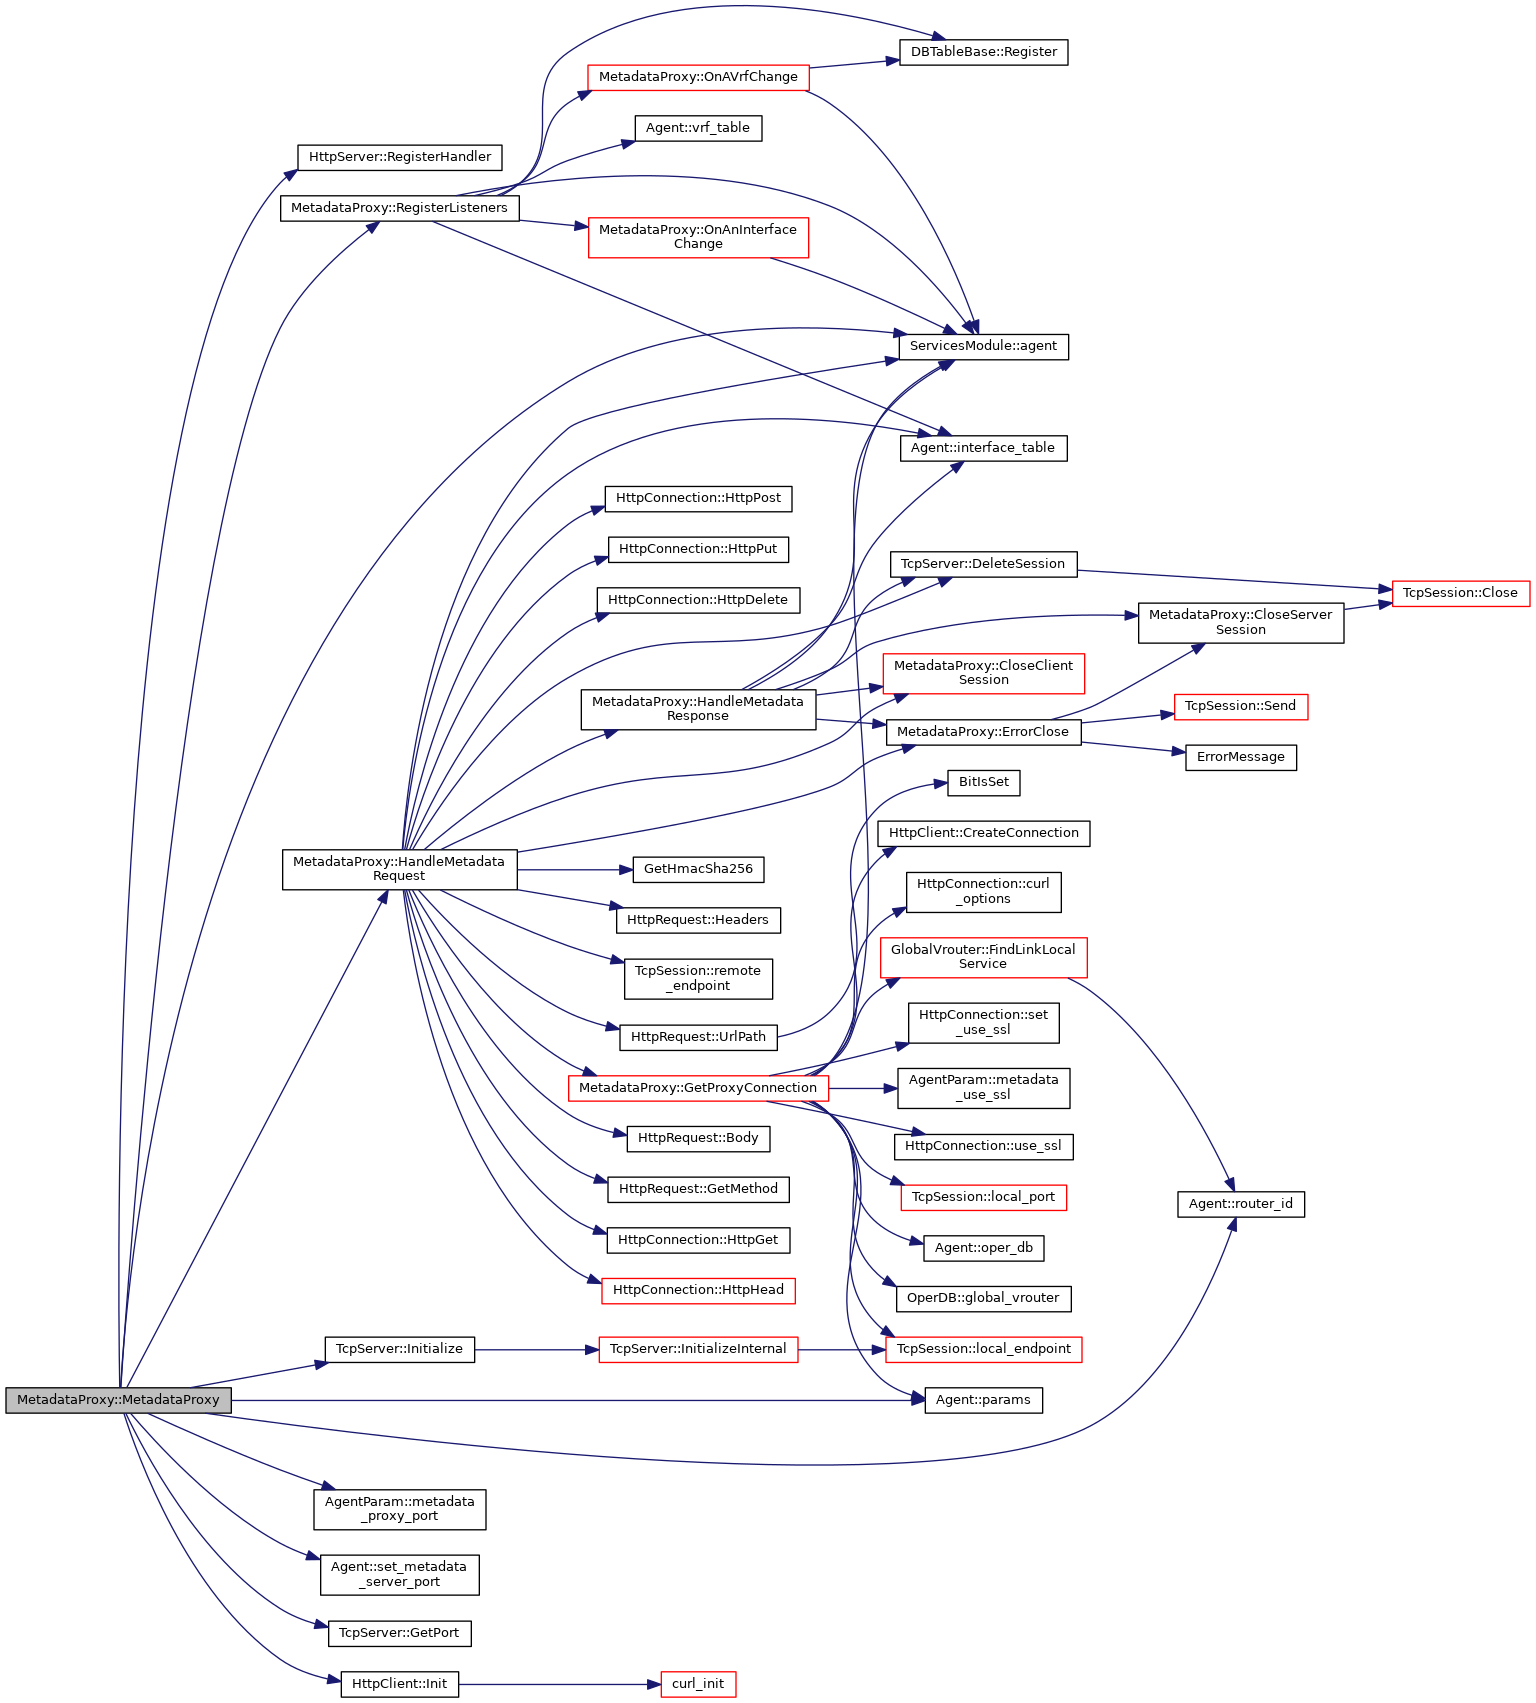 DBTableBase::Register
MetadataProxy::OnAVrfChange
Agent::vrf_table
HttpServer::RegisterHandler
MetadataProxy::RegisterListeners
MetadataProxy::OnAnInterface
Change
ServicesModule::agent
Agent::interface_table
HttpConnection::HttpPost
HttpConnection::HttpPut
TcpServer::DeleteSession
TcpSession::Close
HttpConnection::HttpDelete
MetadataProxy::CloseServer
Session
MetadataProxy::CloseClient
Session
MetadataProxy::HandleMetadata
Response
TcpSession::Send
MetadataProxy::ErrorClose
ErrorMessage
BitIsSet
HttpClient::CreateConnection
MetadataProxy::HandleMetadata
Request
GetHmacSha256
HttpConnection::curl
_options
HttpRequest::Headers
GlobalVrouter::FindLinkLocal
Service
TcpSession::remote
_endpoint
HttpConnection::set
_use_ssl
HttpRequest::UrlPath
MetadataProxy::GetProxyConnection
AgentParam::metadata
_use_ssl
HttpRequest::Body
HttpConnection::use_ssl
HttpRequest::GetMethod
TcpSession::local_port
Agent::router_id
HttpConnection::HttpGet
Agent::oper_db
HttpConnection::HttpHead
OperDB::global_vrouter
TcpServer::Initialize
TcpServer::InitializeInternal
TcpSession::local_endpoint
MetadataProxy::MetadataProxy
Agent::params
AgentParam::metadata
_proxy_port
Agent::set_metadata
_server_port
TcpServer::GetPort
HttpClient::Init
curl_init